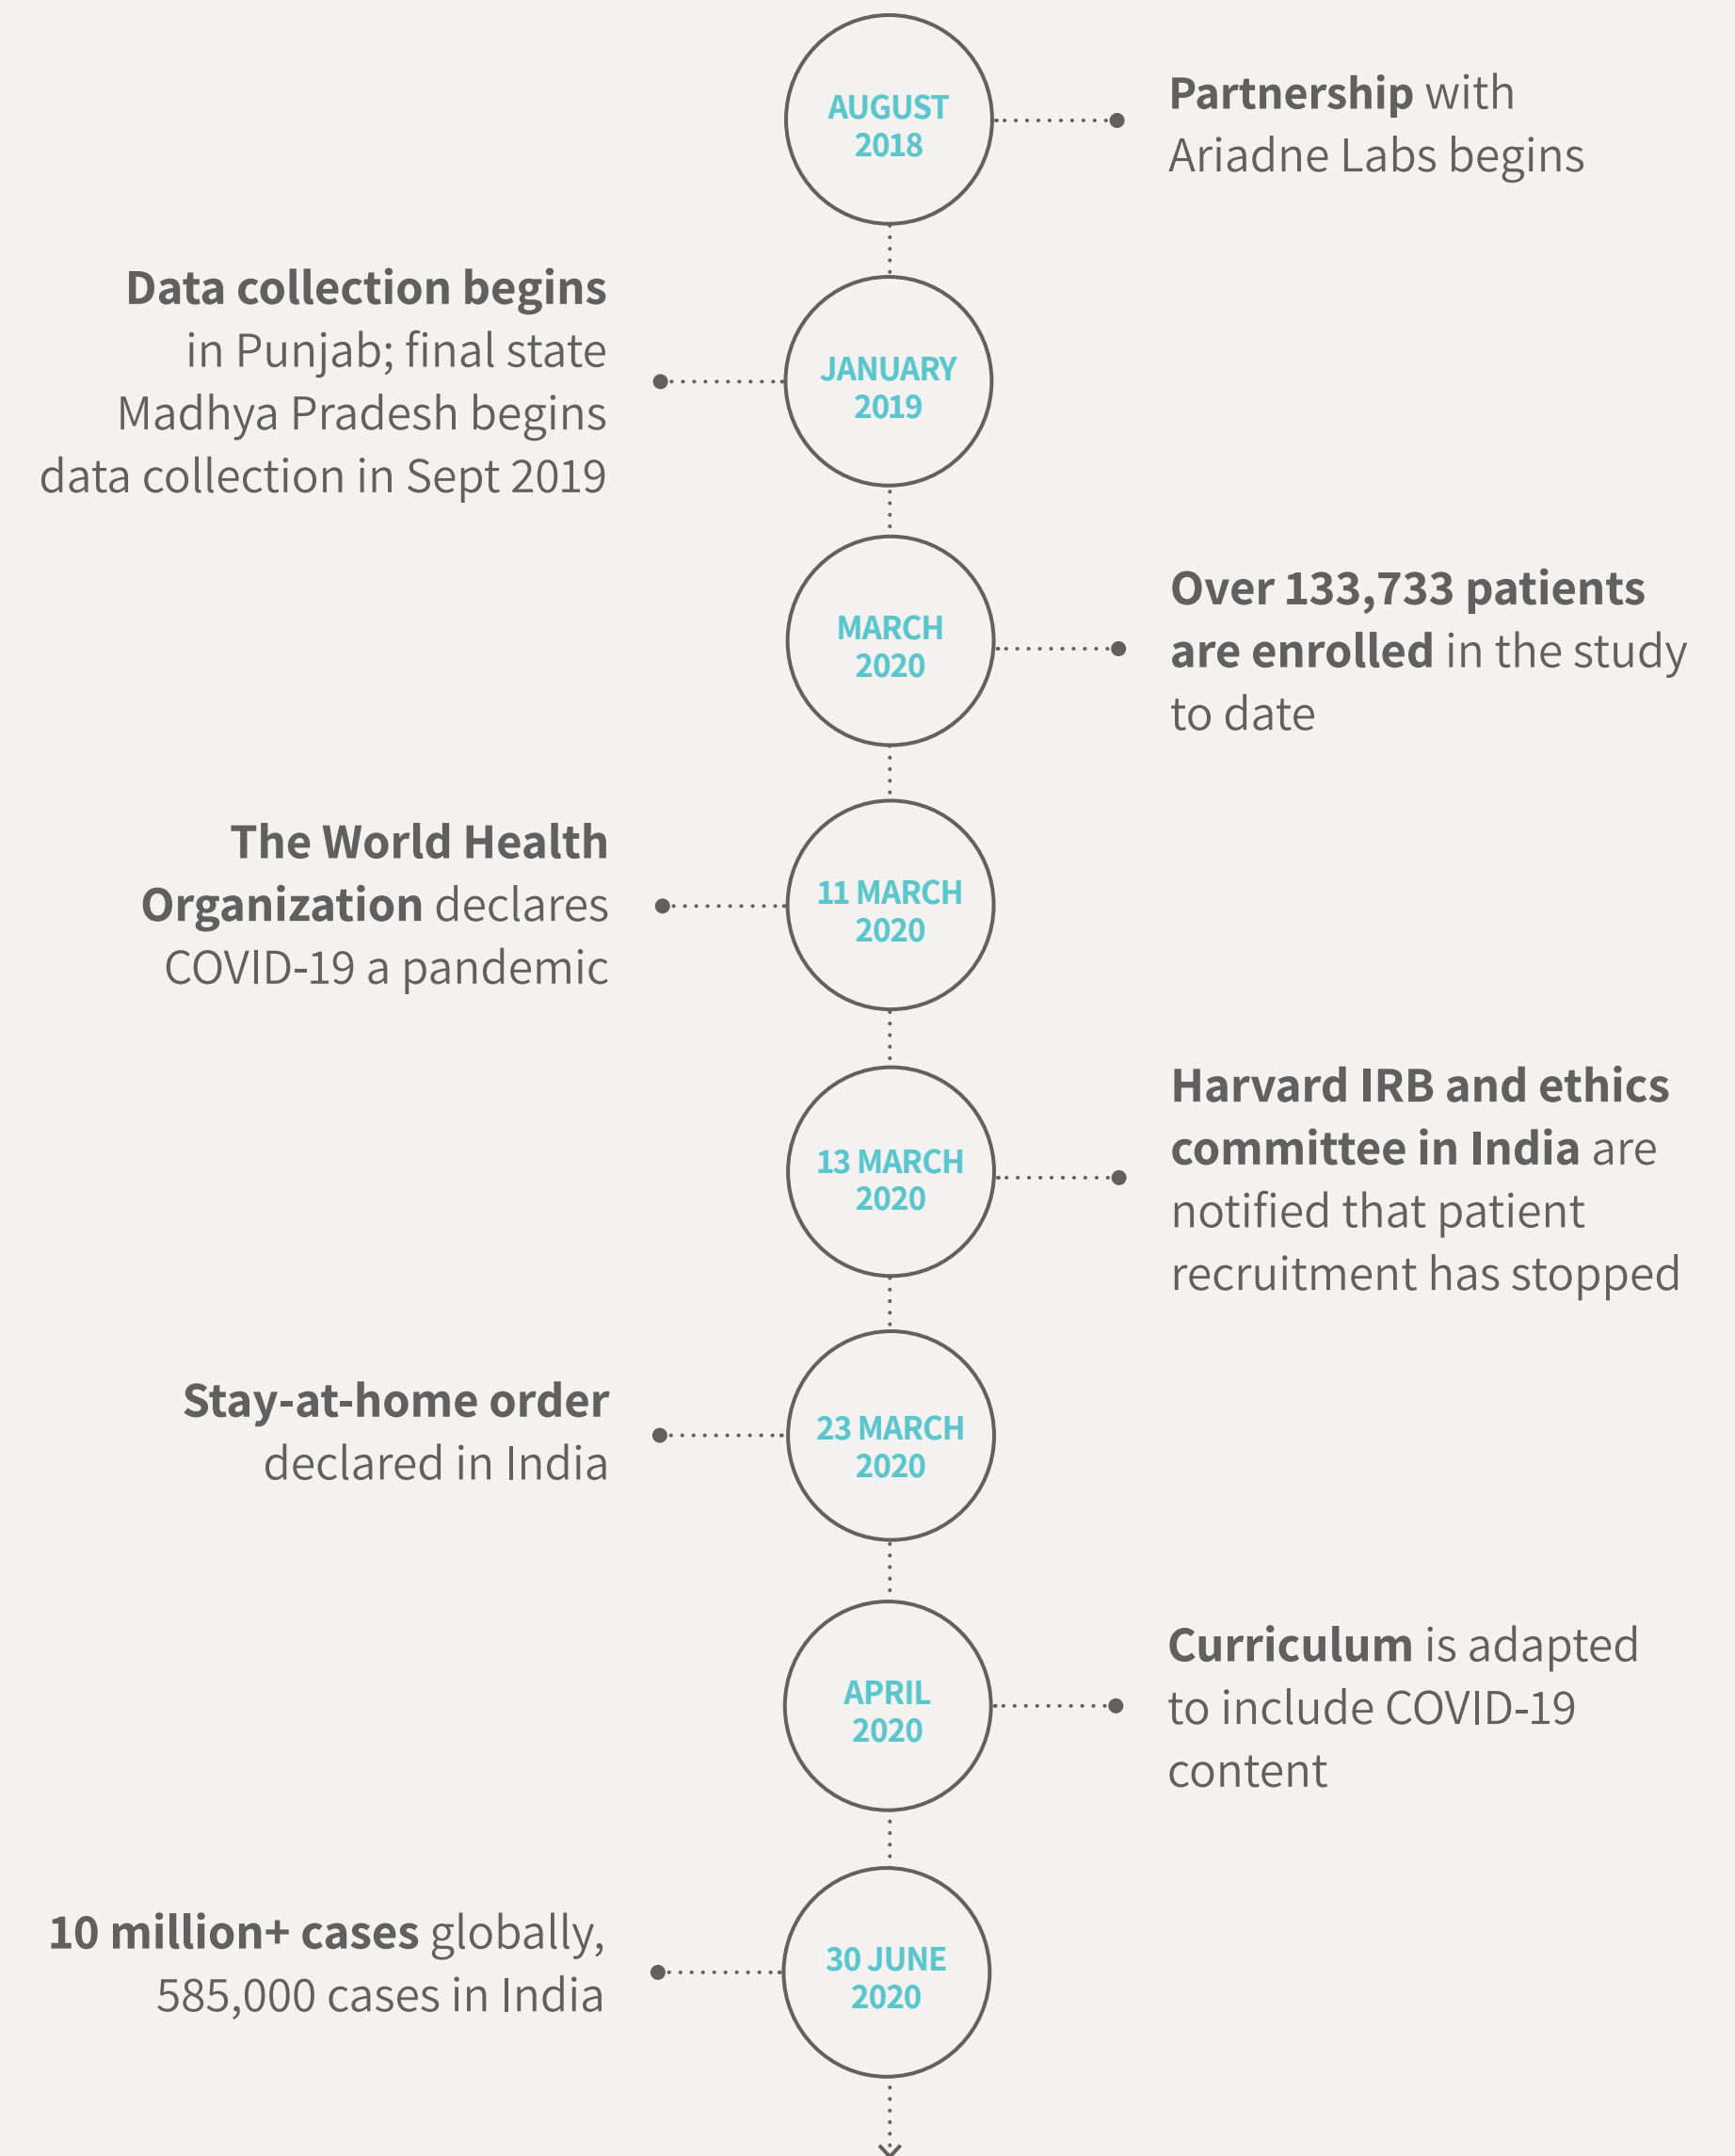 AUGUST
2018
Partnership with
Ariadne Labs begins
Data collection begins
in Punjab; final state
Madhya Pradesh begins
data collection in Sept 2019
JANUARY
2019
MARCH
2020
Over 133,733 patients
are enrolled in the study
to date
The World Health
Organization declares
COVID-19 a pandemic
11 MARCH
2020
13 MARCH
2020
Harvard IRB and ethics
committee in India are
notified that patient
recruitment has stopped
Stay-at-home order
declared in India
23 MARCH
2020
APRIL
2020
Curriculum is adapted
to include COVID-19
content
10 million+ cases globally,
585,000 cases in India
30 JUNE
2020